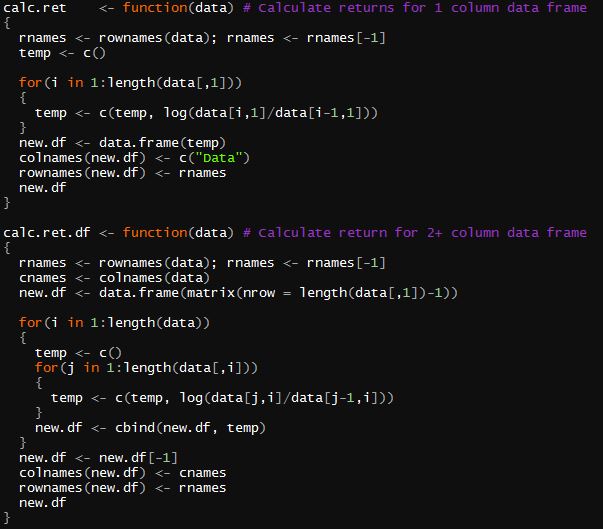 calc.ret    <- function(data) # Calculate returns for 1 column data frame
{
  rnames <- rownames(data); rnames <- rnames[-1]
  temp <- c()

  for(i in 1:length(data[,1]))
  {
    temp <- c(temp, log(data[i,1]/data[i-1,1]))
  }
  new.df <- data.frame(temp)
  colnames(new.df) <- c("Data")
  rownames(new.df) <- rnames
  new.df
}

calc.ret.df <- function(data) # Calculate return for 2+ column data frame
{
  rnames <- rownames(data); rnames <- rnames[-1]
  cnames <- colnames(data)
  new.df <- data.frame(matrix(nrow = length(data[,1])-1))

  for(i in 1:length(data))
  {
    temp <- c()
    for(j in 1:length(data[,i]))
    {
      temp <- c(temp, log(data[j,i]/data[j-1,i]))
    }
    new.df <- cbind(new.df, temp)
  }
  new.df <- new.df[-1]
  colnames(new.df) <- cnames
  rownames(new.df) <- rnames
  new.df
}